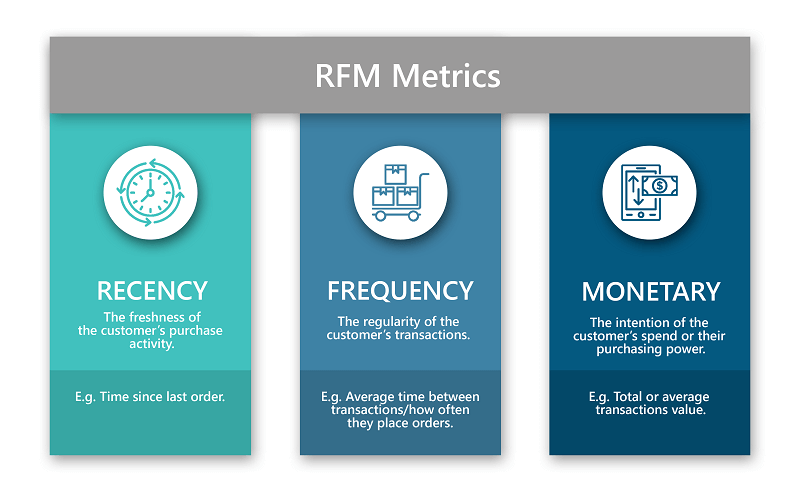 RFM Metrics
RECENCY
The freshness of
the customer's purchase
activity.
E.g. Time since last order.
FREQUENCY
The regularity of the
customer's transactions.
E.g. Average time between
transactions/how often
they place orders.
MONETARY
The intention of the
customer's spend or their
purchasing power.
E.g. Total or average
transactions value.